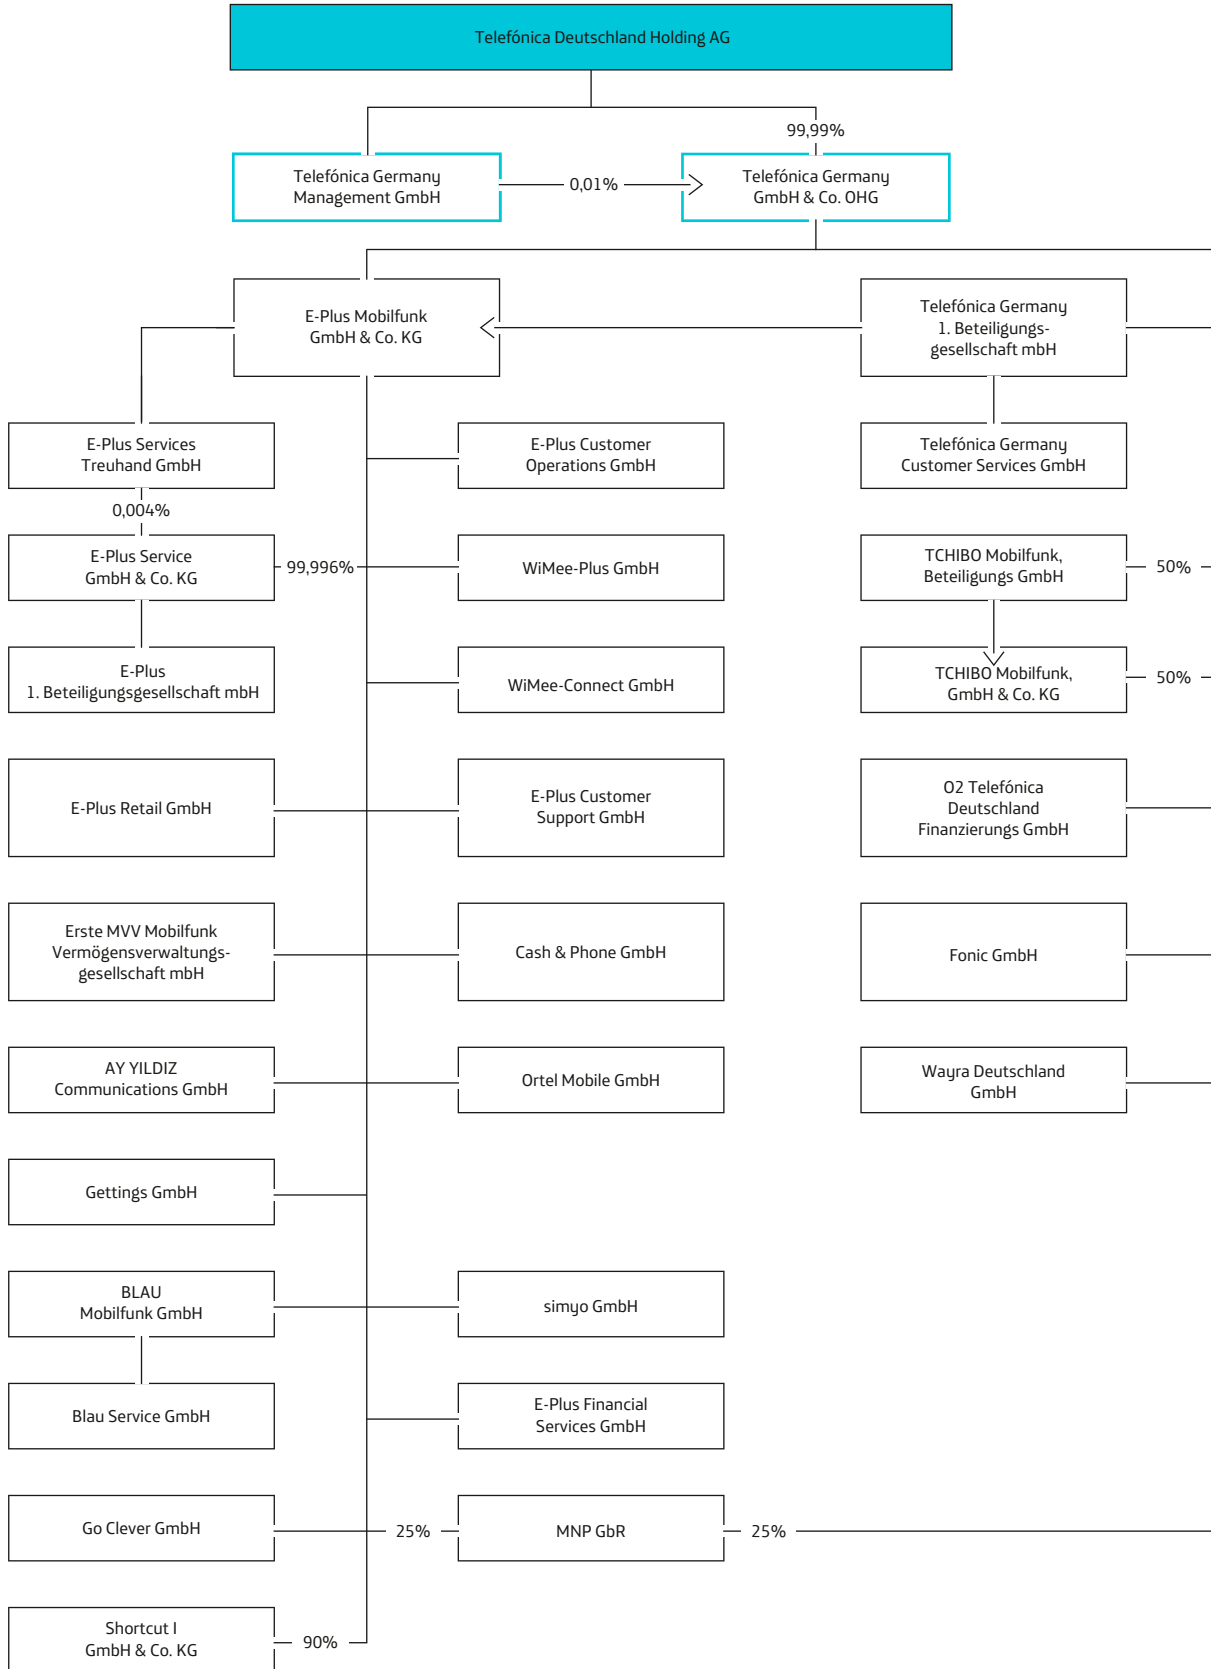 Telefónica Deutschland Holding AG
99,99%
Telefónica Germany
Management GmbH
0,01%
Telefónica Germany
GmbH & Co. OHG
E-Plus Mobilfunk
GmbH & Co. KG
Telefónica Germany
1. Beteiligungs-
gesellschaft mbH
E-Plus Services
Treuhand GmbH
E-Plus Customer
Operations GmbH
Telefónica Germany
Customer Services GmbH
0,004%
E-Plus Service
GmbH & Co. KG
99,996%
WiMee-Plus GmbH
TCHIBO Mobilfunk,
Beteiligungs GmbH
50%
E-Plus
1. Beteiligungsgesellschaft mbH
WiMee-Connect GmbH
TCHIBO Mobilfunk,
GmbH & Co. KG
50%
E-Plus Retail GmbH
E-Plus Customer
Support GmbH
O2 Telefónica
Deutschland
Finanzierungs GmbH
Erste MVV Mobilfunk
Vermögensverwaltungs-
gesellschaft mbH
Cash & Phone GmbH
Fonic GmbH
AY YILDIZ
Communications GmbH
Ortel Mobile GmbH
Wayra Deutschland
GmbH
Gettings GmbH
BLAU
Mobilfunk GmbH
simyo GmbH
Blau Service GmbH
E-Plus Financial
Services GmbH
Go Clever GmbH
25%
MNP GbR
25%
Shortcut I
GmbH & Co. KG
90%